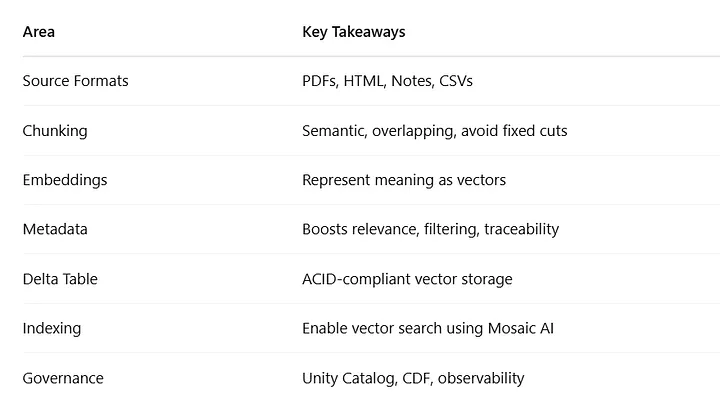 Area Key Takeaways
Source Formats PDFs, HTML, Notes, CSVs
Chunking Semantic, overlapping, avoid fixed cuts
Embeddings Represent meaning as vectors
Metadata Boosts relevance, filtering, traceability
Delta Table ACID-compliant vector storage
Indexing Enable vector search using Mosaic AI
Governance Unity Catalog, CDF, observability